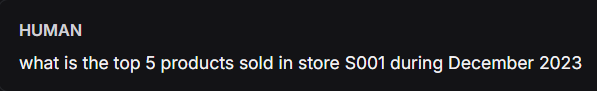 HUMAN
what is the top 5 products sold in store S001 during December 2023